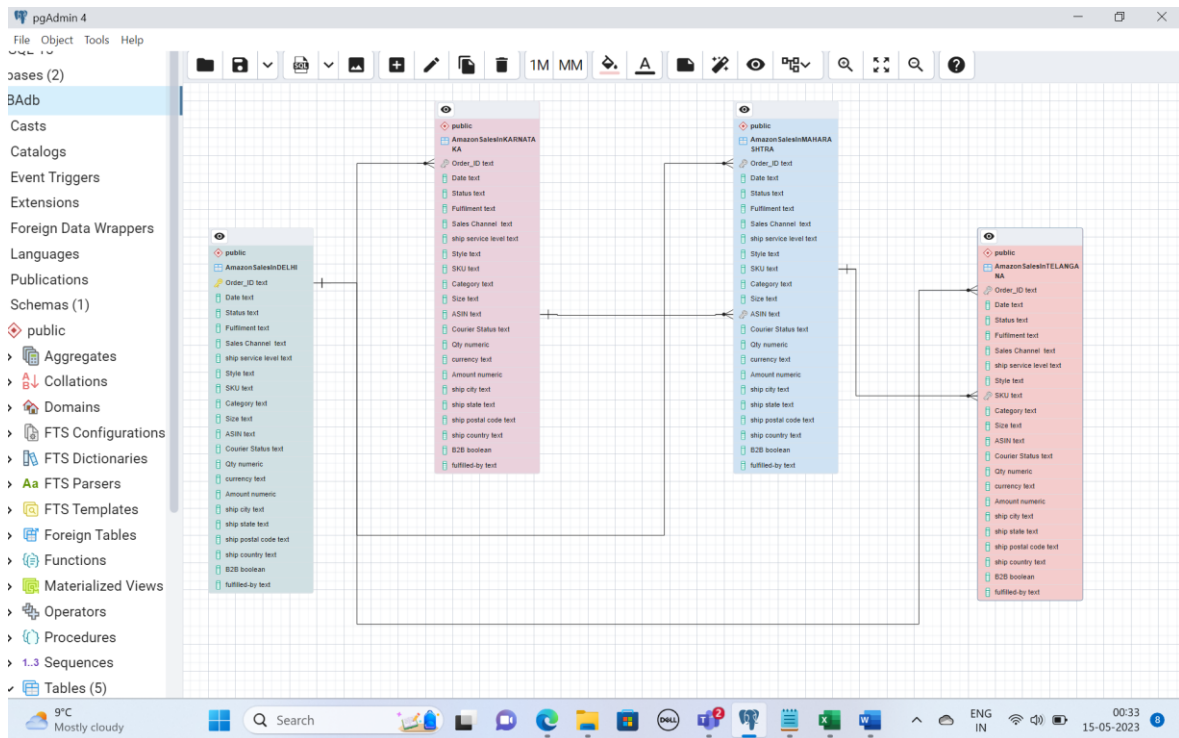 pgAdmin 4
File Object Tools Help
bases (2)
BAdb
Casts
Catalogs
Event Triggers
Extensions
Foreign Data Wrappers
Languages
Publications
Schemas (1)
public
Aggregates
Collations
Domains
FTS Configurations
FTS Dictionaries
Aa FTS Parsers
FTS Templates
Foreign Tables
Functions
Materialized Views
Operators
Procedures
1..3 Sequences
Tables (5)
SQL
1M MM
A
public
AmazonSalesInDELHI
Order_ID text
Date text
Status text
Fulfilment text
Sales Channel text
ship service level text
Style text
SKU text
Category text
Size text
ASIN text
Courier Status text
Qty numeric
currency text
Amount numeric
ship city text
ship state text
ship postal code text
ship country text
B2B boolean
fulfilled-by text
public
AmazonSalesInKARNATA
KA
Order_ID text
Date text
Status text
Fulfilment text
Sales Channel text
ship service level text
Style text
SKU text
Category text
Size text
ASIN text
Courier Status text
Qty numeric
currency text
Amount numeric
ship city text
ship state text
ship postal code text
ship country text
B2B boolean
fulfilled-by text
public
AmazonSalesInMAHARA
SHTRA
Order_ID text
Date text
Status text
Fulfilment text
Sales Channel text
ship service level text
Style text
SKU text
Category text
Size text
ASIN text
Courier Status text
Qty numeric
currency text
Amount numeric
ship city text
ship state text
ship postal code text
ship country text
B2B boolean
fulfilled-by text
public
AmazonSalesInTELANGA
NA
Order_ID text
Date text
Status text
Fulfilment text
Sales Channel text
ship service level text
Style text
SKU text
Category text
Size text
ASIN text
Courier Status text
Qty numeric
currency text
Amount numeric
ship city text
ship state text
ship postal code text
ship country text
B2B boolean
fulfilled-by text
9°C
Mostly cloudy
Search
DELL
2
ENG
IN
00:33
15-05-2023
8